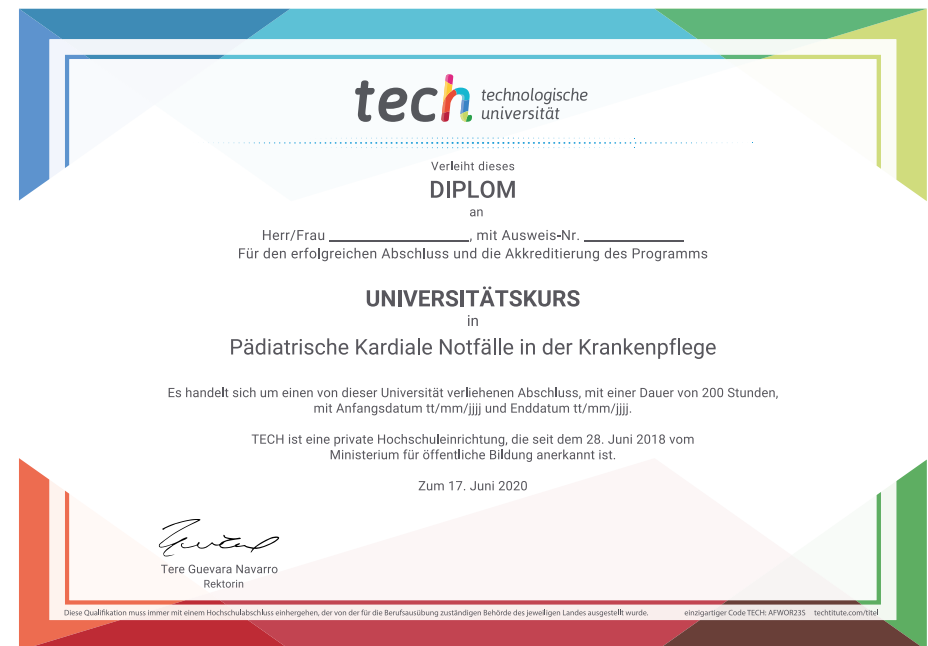 tech technologische
universität
Verleiht dieses
DIPLOM
an
Herr/Frau ______________, mit Ausweis-Nr. __________
Für den erfolgreichen Abschluss und die Akkreditierung des Programms
UNIVERSITÄTSKURS
in
Pädiatrische Kardiale Notfälle in der Krankenpflege
Es handelt sich um einen von dieser Universität verliehenen Abschluss, mit einer Dauer von 200 Stunden,
mit Anfangsdatum tt/mm/jjjj und Enddatum tt/mm/jjjj.
TECH ist eine private Hochschuleinrichtung, die seit dem 28. Juni 2018 vom
Ministerium für öffentliche Bildung anerkannt ist.
Zum 17. Juni 2020
Tere Guevara Navarro
Rektorin
Diese Qualifikation muss immer mit einem Hochschulabschluss einhergehen, der von der für die Berufsausübung zuständigen Behörde des jeweiligen Landes ausgestellt wurde. einzigartiger Code TECH: AFWOR23S techtitute.com/titel